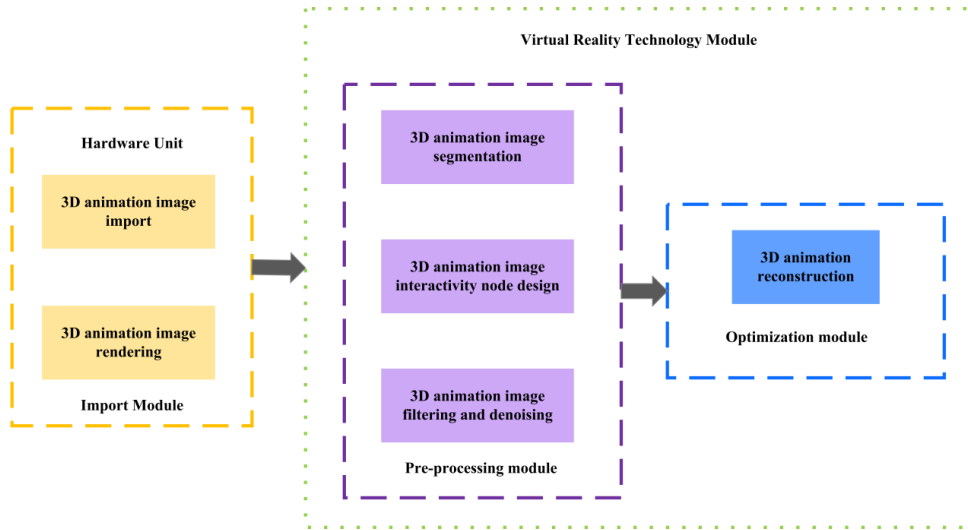 Virtual Reality Technology Module
Hardware Unit
3D animation image
import
3D animation image
rendering
Import Module
3D animation image
segmentation
3D animation image
interactivity node design
3D animation image
filtering and denoising
Pre-processing module
3D animation
reconstruction
Optimization module